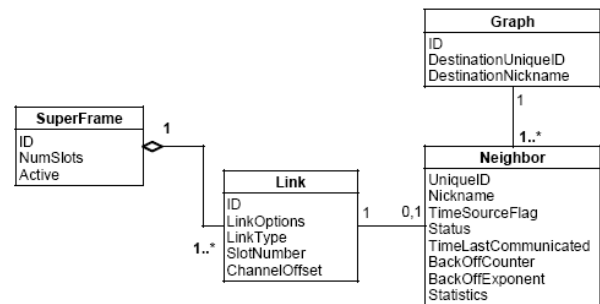 Graph
ID
DestinationUniqueID
DestinationNickname
1
1..*
SuperFrame
ID
NumSlots
Active
1
1..*
Link
ID
LinkOptions
LinkType
SlotNumber
ChannelOffset
1
0,1
Neighbor
UniqueID
Nickname
TimeSourceFlag
Status
TimeLastCommunicated
BackOffCounter
BackOffExponent
Statistics